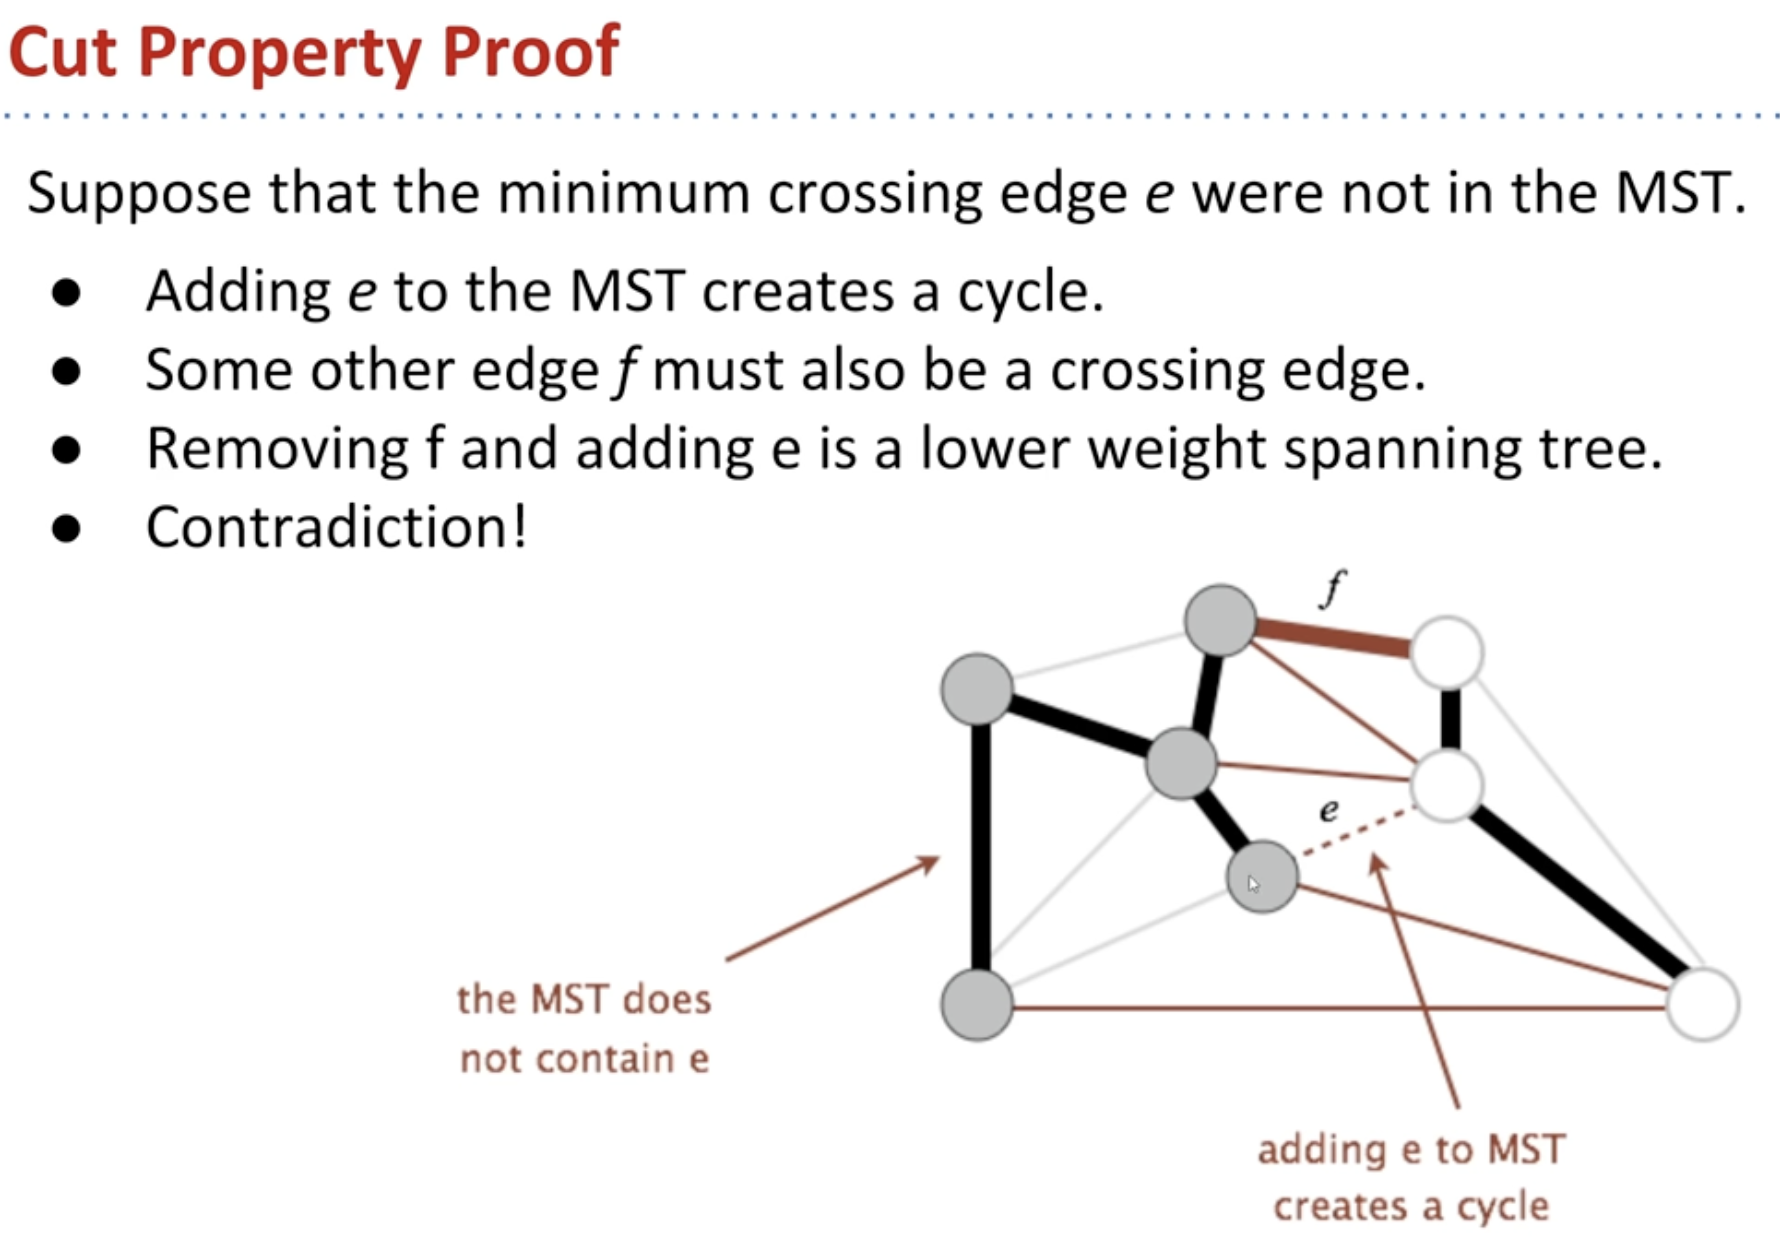 Cut Property Proof
Suppose that the minimum crossing edge e were not in the MST.
● Adding e to the MST creates a cycle.
● Some other edge f must also be a crossing edge.
● Removing f and adding e is a lower weight spanning tree.
● Contradiction!
f
e
the MST does
not contain e
adding e to MST
creates a cycle